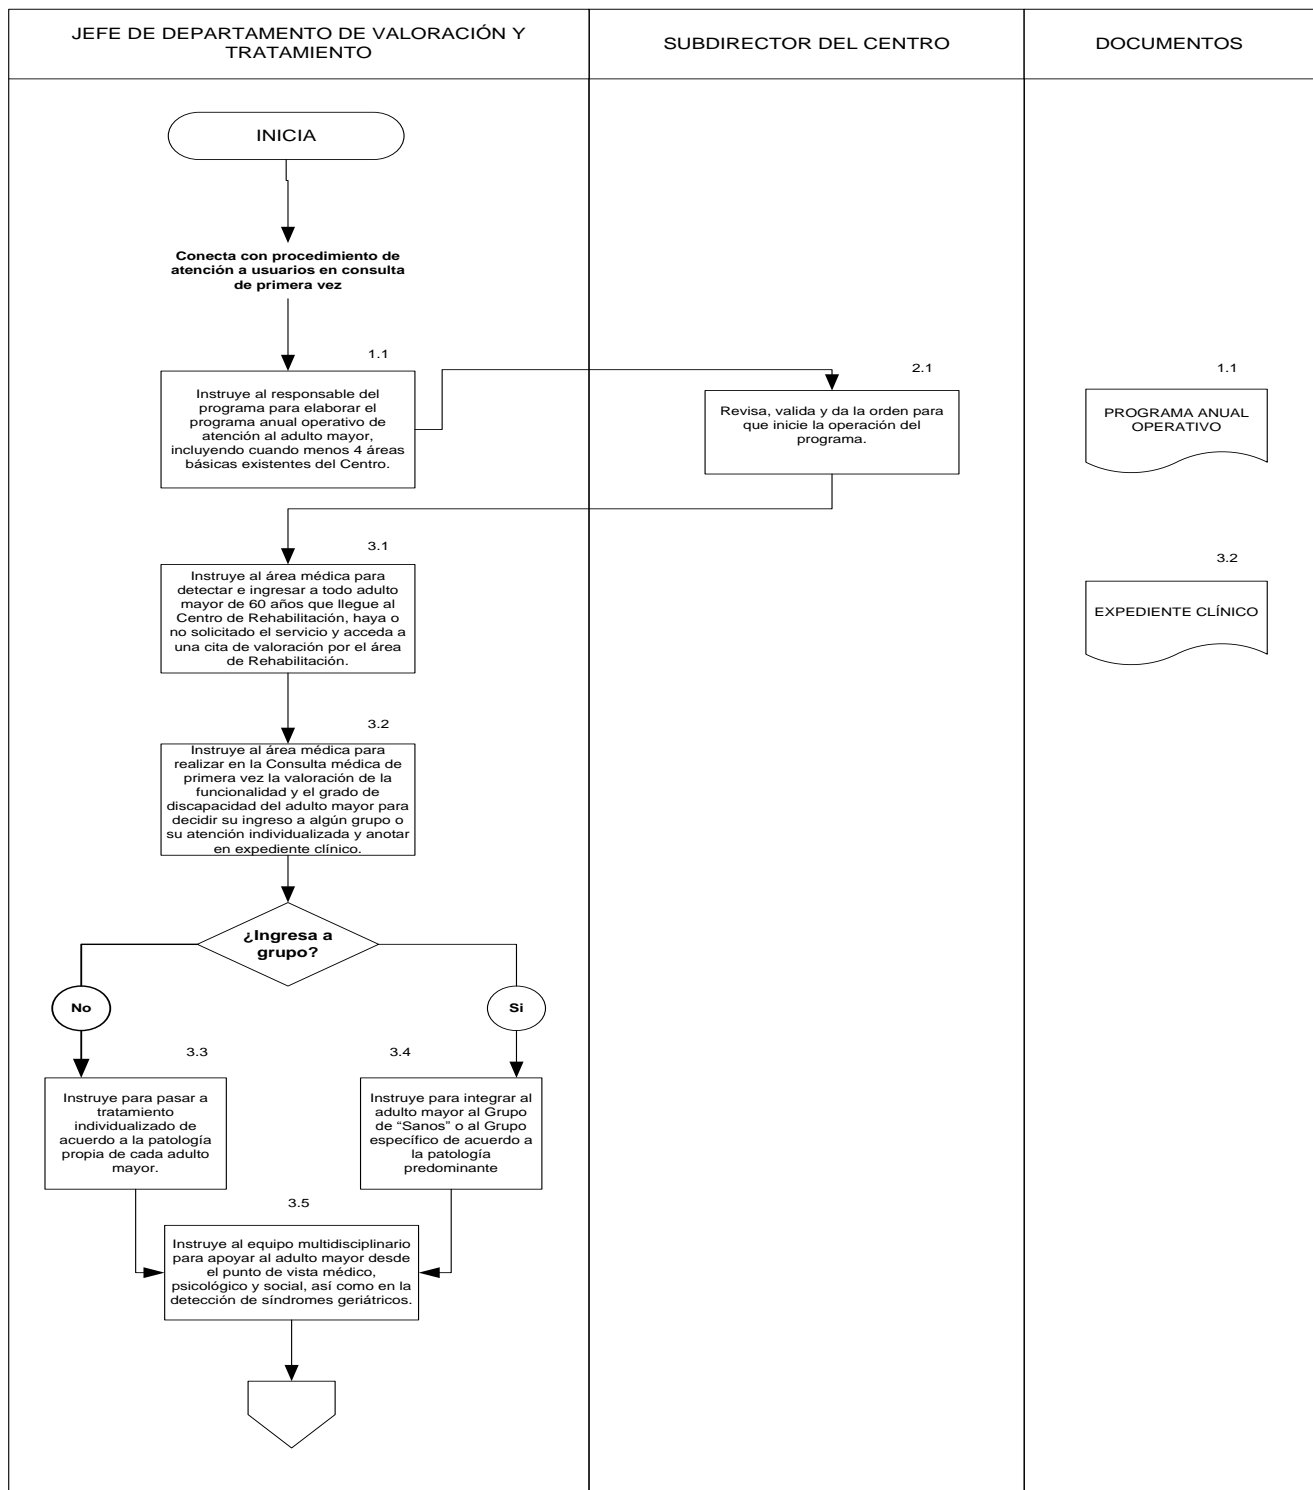 JEFE DE DEPARTAMENTO DE VALORACIÓN Y
TRATAMIENTO
SUBDIRECTOR DEL CENTRO
DOCUMENTOS
INICIA
Conecta con procedimiento de
atención a usuarios en consulta
de primera vez
1.1
Instruye al responsable del
programa para elaborar el
programa anual operativo de
atención al adulto mayor,
incluyendo cuando menos 4 áreas
básicas existentes del Centro.
2.1
Revisa, valida y da la orden para
que inicie la operación del
programa.
1.1
PROGRAMA ANUAL
OPERATIVO
3.1
Instruye al área médica para
detectar e ingresar a todo adulto
mayor de 60 años que llegue al
Centro de Rehabilitación, haya o
no solicitado el servicio y acceda a
una cita de valoración por el área
de Rehabilitación.
3.2
EXPEDIENTE CLÍNICO
3.2
Instruye al área médica para
realizar en la Consulta médica de
primera vez la valoración de la
funcionalidad y el grado de
discapacidad del adulto mayor para
decidir su ingreso a algún grupo o
su atención individualizada y anotar
en expediente clínico.
¿Ingresa a
grupo?
No
Si
3.3
Instruye para pasar a
tratamiento
individualizado de
acuerdo a la patología
propia de cada adulto
mayor.
3.4
Instruye para integrar al
adulto mayor al Grupo
de “Sanos” o al Grupo
específico de acuerdo a
la patología
predominante
3.5
Instruye al equipo multidisciplinario
para apoyar al adulto mayor desde
el punto de vista médico,
psicológico y social, así como en la
detección de síndromes geriátricos.